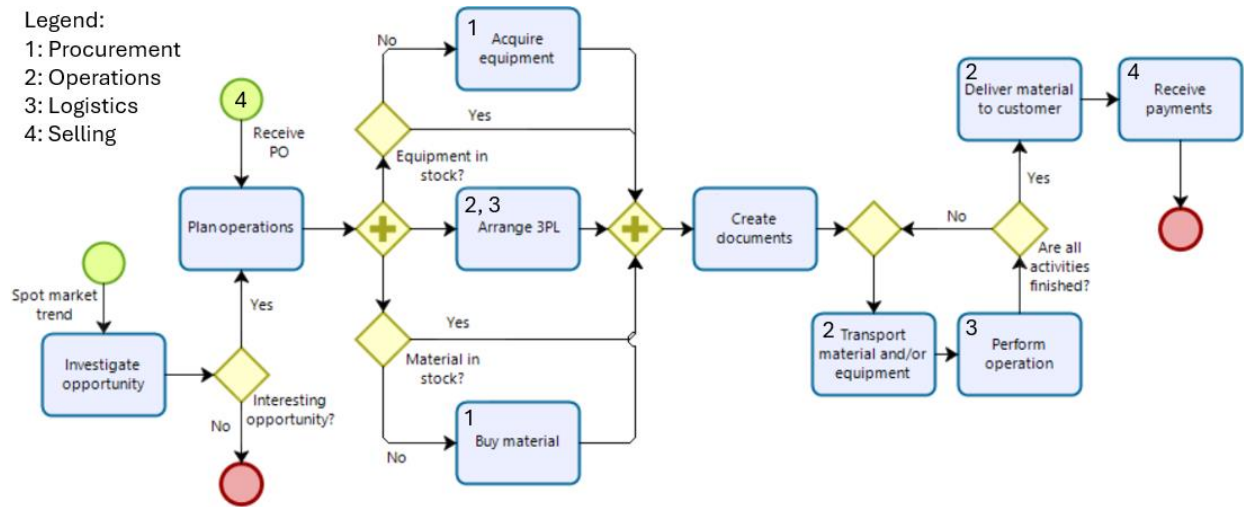 Legend:
1: Procurement
2: Operations
3: Logistics
4: Selling
4
Receive
PO
Plan operations
Spot market
trend
Investigate
opportunity
Yes
Interesting
opportunity?
No
No
1
Acquire
equipment
Yes
Equipment in
stock?
2, 3
Arrange 3PL
Yes
Material in
stock?
No
1
Buy material
Create
documents
2
Transport
material and/or
equipment
3
Perform
operation
No
Are all
activities
finished?
Yes
2
Deliver material
to customer
4
Receive
payments